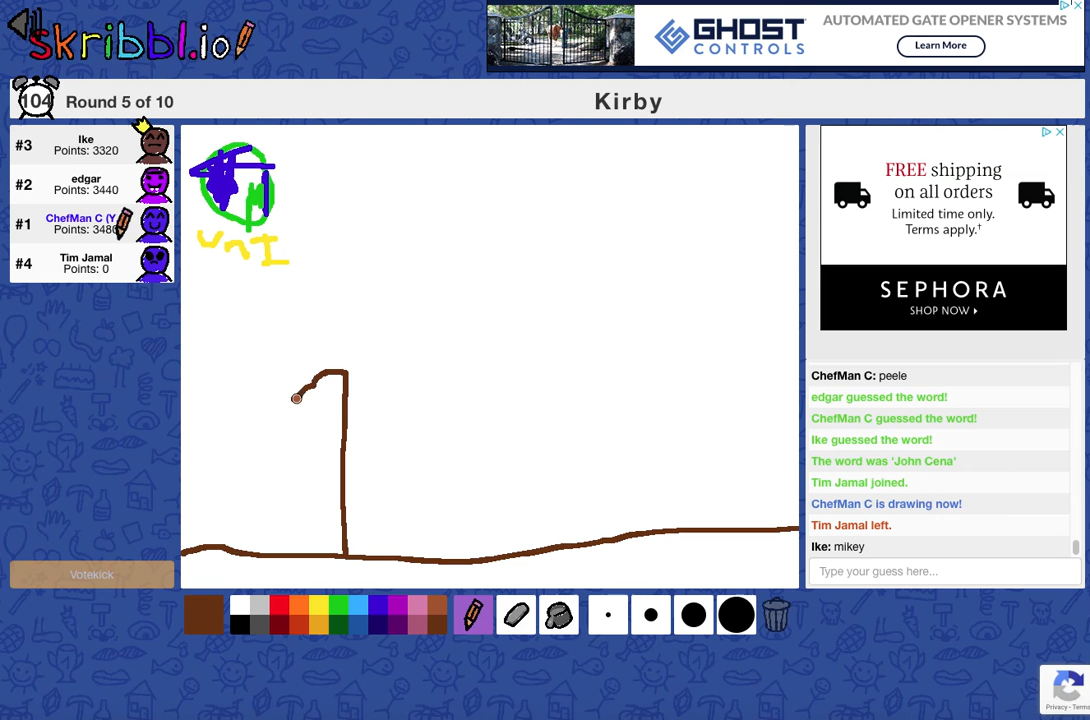 skribbl.io
GHOST
CONTROLS
AUTOMATED GATE OPENER SYSTEMS
Learn More
104
Round 5 of 10
Kirby
#3
Ike
Points: 3320
#2
edgar
Points: 3440
#1
ChefMan C (Y
Points: 3480
#4
Tim Jamal
Points: 0
Votekick
unI
FREE shipping
on all orders
Limited time only.
Terms apply.†
SEPHORA
SHOP NOW
ChefMan C: peele
edgar guessed the word!
ChefMan C guessed the word!
Ike guessed the word!
The word was 'John Cena'
Tim Jamal joined.
ChefMan C is drawing now!
Tim Jamal left.
Ike: mikey
Type your guess here...
Privacy - Terms